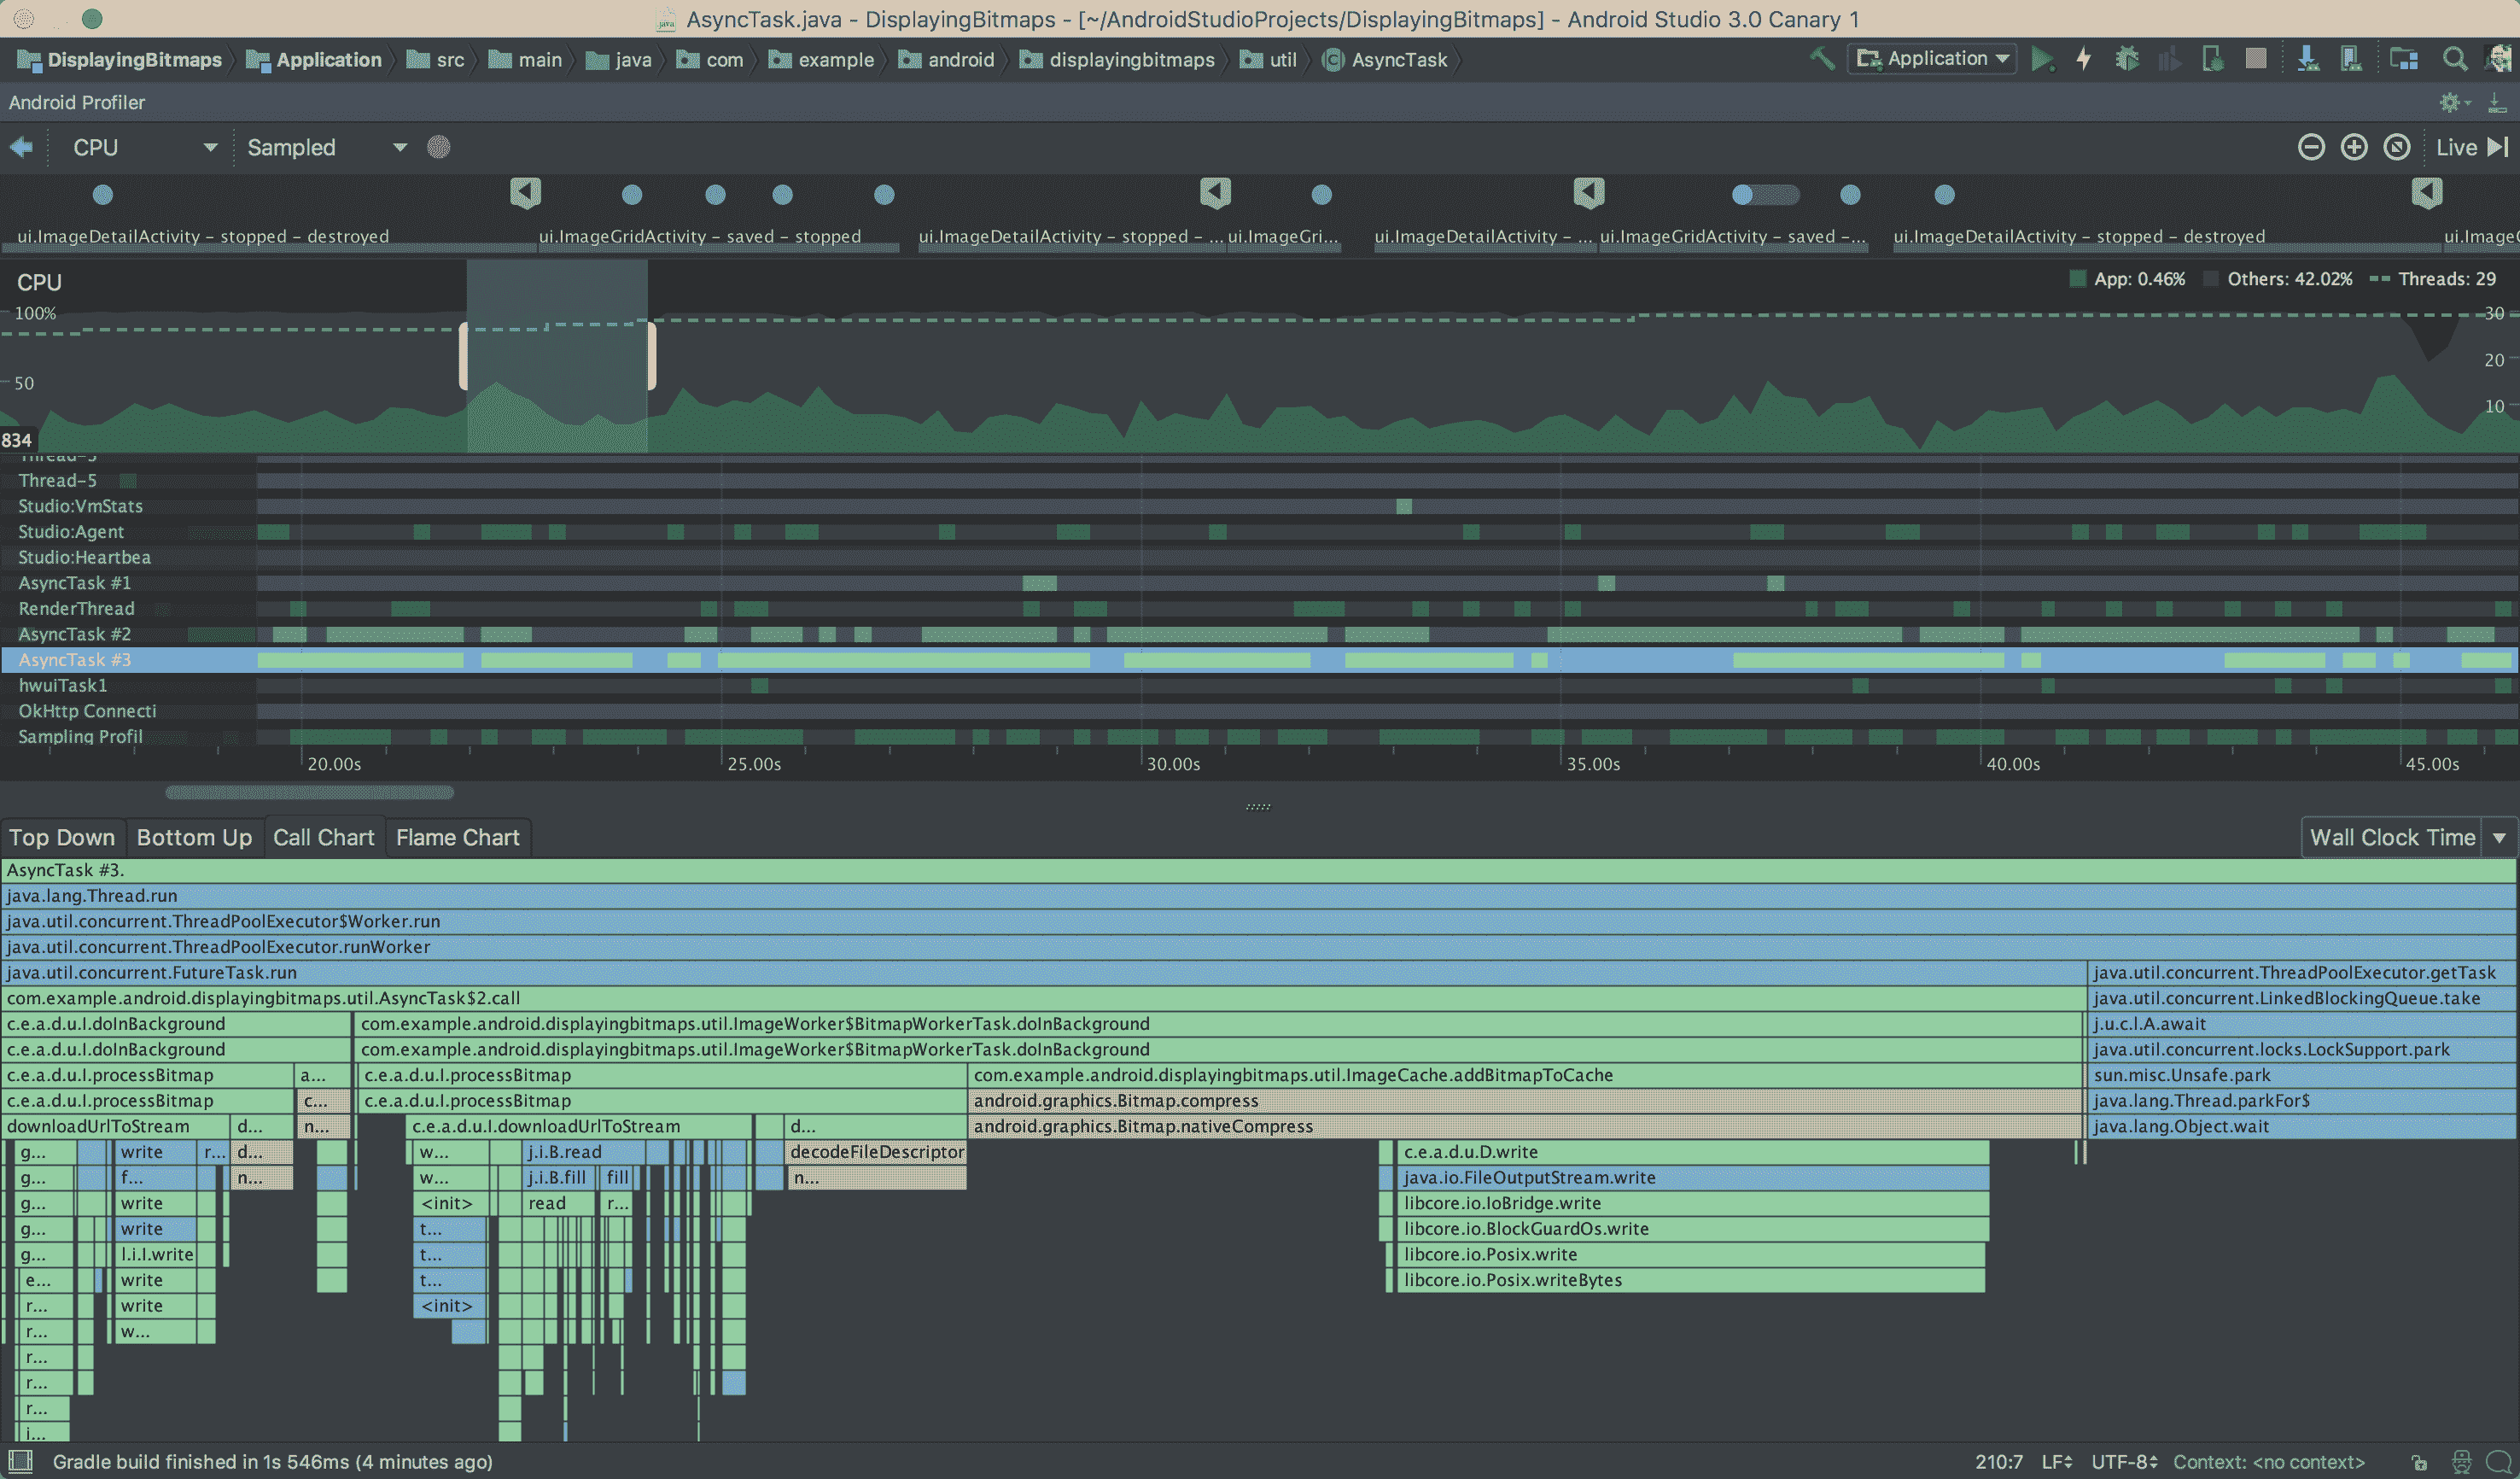 AsyncTask.java - DisplayingBitmaps - [~/AndroidStudioProjects/DisplayingBitmaps] - Android Studio 3.0 Canary 1
DisplayingBitmaps Application src main java com example android displayingbitmaps util AsyncTask Application
Android Profiler
CPU Sampled Live
ui.ImageDetailActivity – stopped – destroyed ui.ImageGridActivity – saved – stopped ui.ImageDetailActivity – stopped – ... ui.ImageGri... ui.ImageDetailActivity – ... ui.ImageGridActivity – saved –... ui.ImageDetailActivity – stopped – destroyed ui.Image
CPU App: 0.46% Others: 42.02% Threads: 29
100% 30
20
50
10
834
Thread-5
Studio:VmStats
Studio:Agent
Studio:Heartbea
AsyncTask #1
RenderThread
AsyncTask #2
AsyncTask #3
hwuiTask1
OkHttp Connecti
Sampling Profil
20.00s 25.00s 30.00s 35.00s 40.00s 45.00s
Top Down Bottom Up Call Chart Flame Chart Wall Clock Time
AsyncTask #3.
java.lang.Thread.run
java.util.concurrent.ThreadPoolExecutor$Worker.run
java.util.concurrent.ThreadPoolExecutor.runWorker
java.util.concurrent.FutureTask.run java.util.concurrent.ThreadPoolExecutor.getTask
com.example.android.displayingbitmaps.util.AsyncTask$2.call java.util.concurrent.LinkedBlockingQueue.take
c.e.a.d.u.I.doInBackground com.example.android.displayingbitmaps.util.ImageWorker$BitmapWorkerTask.doInBackground j.u.c.l.A.await
c.e.a.d.u.I.doInBackground com.example.android.displayingbitmaps.util.ImageWorker$BitmapWorkerTask.doInBackground java.util.concurrent.locks.LockSupport.park
c.e.a.d.u.I.processBitmap a... c.e.a.d.u.I.processBitmap com.example.android.displayingbitmaps.util.ImageCache.addBitmapToCache sun.misc.Unsafe.park
c.e.a.d.u.I.processBitmap c... c.e.a.d.u.I.processBitmap android.graphics.Bitmap.compress java.lang.Thread.parkFor$
downloadUrlToStream d... n... c.e.a.d.u.I.downloadUrlToStream d... android.graphics.Bitmap.nativeCompress java.lang.Object.wait
g... write r... d... w... j.i.B.read decodeFileDescriptor c.e.a.d.u.D.write
g... f... n... w... j.i.B.fill fill n... java.io.FileOutputStream.write
g... write <init> read r... libcore.io.IoBridge.write
g... write t... libcore.io.BlockGuardOs.write
g... l.i.I.write t... libcore.io.Posix.write
e... write t... libcore.io.Posix.writeBytes
r... write <init>
r... w...
r...
r...
r...
i...
Gradle build finished in 1s 546ms (4 minutes ago) 210:7 LF UTF-8 Context: <no context>